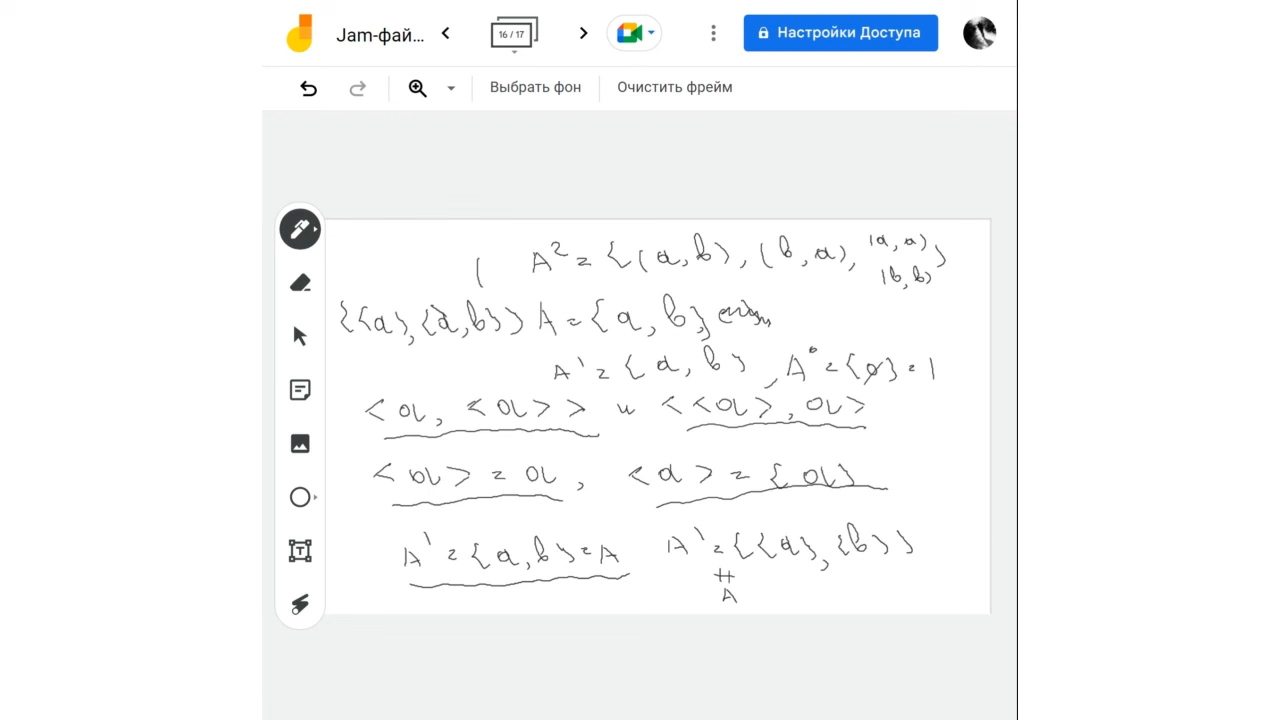 Jam-фай...
16 / 17
Настройки Доступа
Выбрать фон
Очистить фрейм
A² = {(a, b), (b, a), (a, a)
(b, b)}
{{a}, {a, b}} A = {a, b}
A¹ = {a, b}, A⁰ = {∅} = 1
<a, <a>> и <<a>, a>
<a> = a, <a> = {a}
A¹ = {a, b} = A A¹ = {{a}, {b}}
≠
A